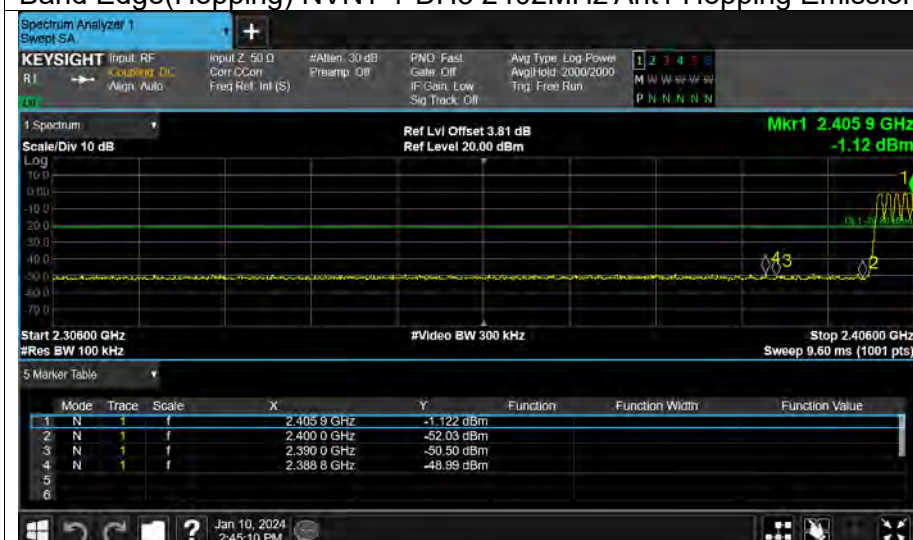 Band Edge(Hopping) NVNT 1-DH5 2402MHz Ant1 Hopping Emission
Spectrum Analyzer 1
Swept SA
+
KEYSIGHT Input: RF Input Z: 50 Ω #Atten: 30 dB PNO: Fast Avg Type: Log-Power 1 2 3 4 5 6
R1 Coupling: DC Corr CCorr Preamp: Off Gate: Off Avg|Hold: 2000/2000 M W W W W W
Align: Auto Freq Ref: Int (S) IF Gain: Low Trig: Free Run
Sig Track: Off P N N N N N
1 Spectrum
Ref Lvl Offset 3.81 dB Mkr1 2.405 9 GHz
Scale/Div 10 dB Ref Level 20.00 dBm -1.12 dBm
Log
10.0
0.00
-10.0
-20.0
-30.0
-40.0
-50.0
-60.0
-70.0
1
4 3 2
Start 2.30600 GHz #Video BW 300 kHz Stop 2.40600 GHz
#Res BW 100 kHz Sweep 9.60 ms (1001 pts)
5 Marker Table
Mode Trace Scale X Y Function Function Width Function Value
1 N 1 f 2.405 9 GHz -1.122 dBm
2 N 1 f 2.400 0 GHz -52.03 dBm
3 N 1 f 2.390 0 GHz -50.50 dBm
4 N 1 f 2.388 8 GHz -48.99 dBm
5
6
? Jan 10, 2024
2:45:10 PM